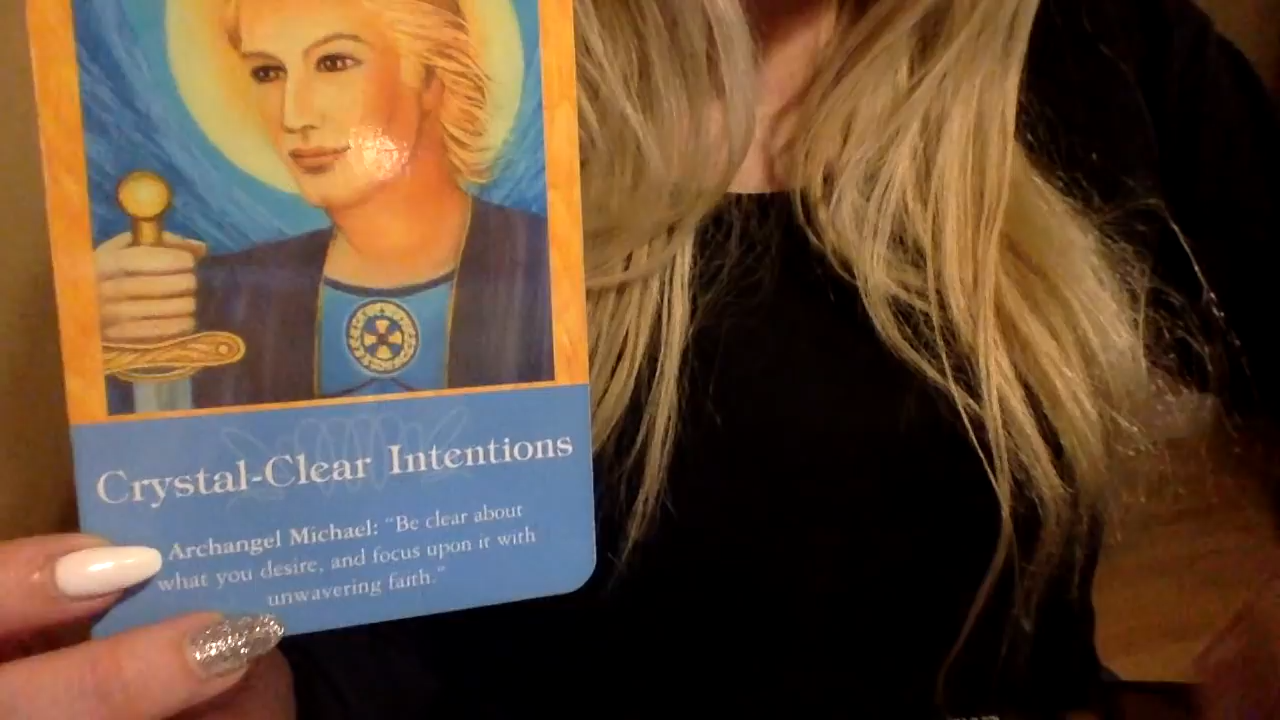 Crystal-Clear Intentions
Archangel Michael: "Be clear about
what you desire, and focus upon it with
unwavering faith."